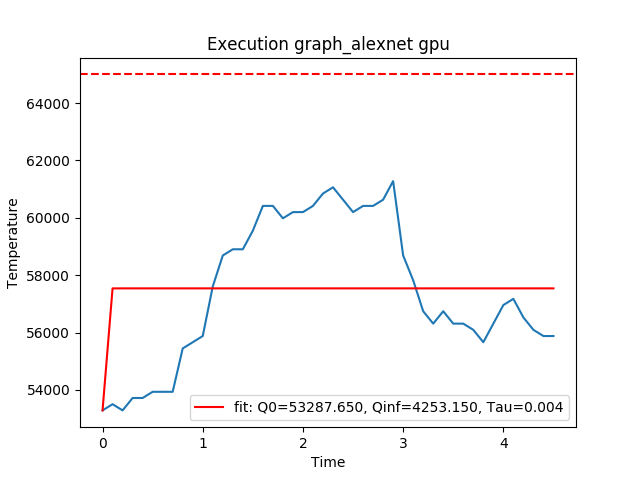 Execution graph_alexnet gpu
Temperature
64000
62000
60000
58000
56000
54000
fit: Q0=53287.650, Qinf=4253.150, Tau=0.004
0 1 2 3 4
Time